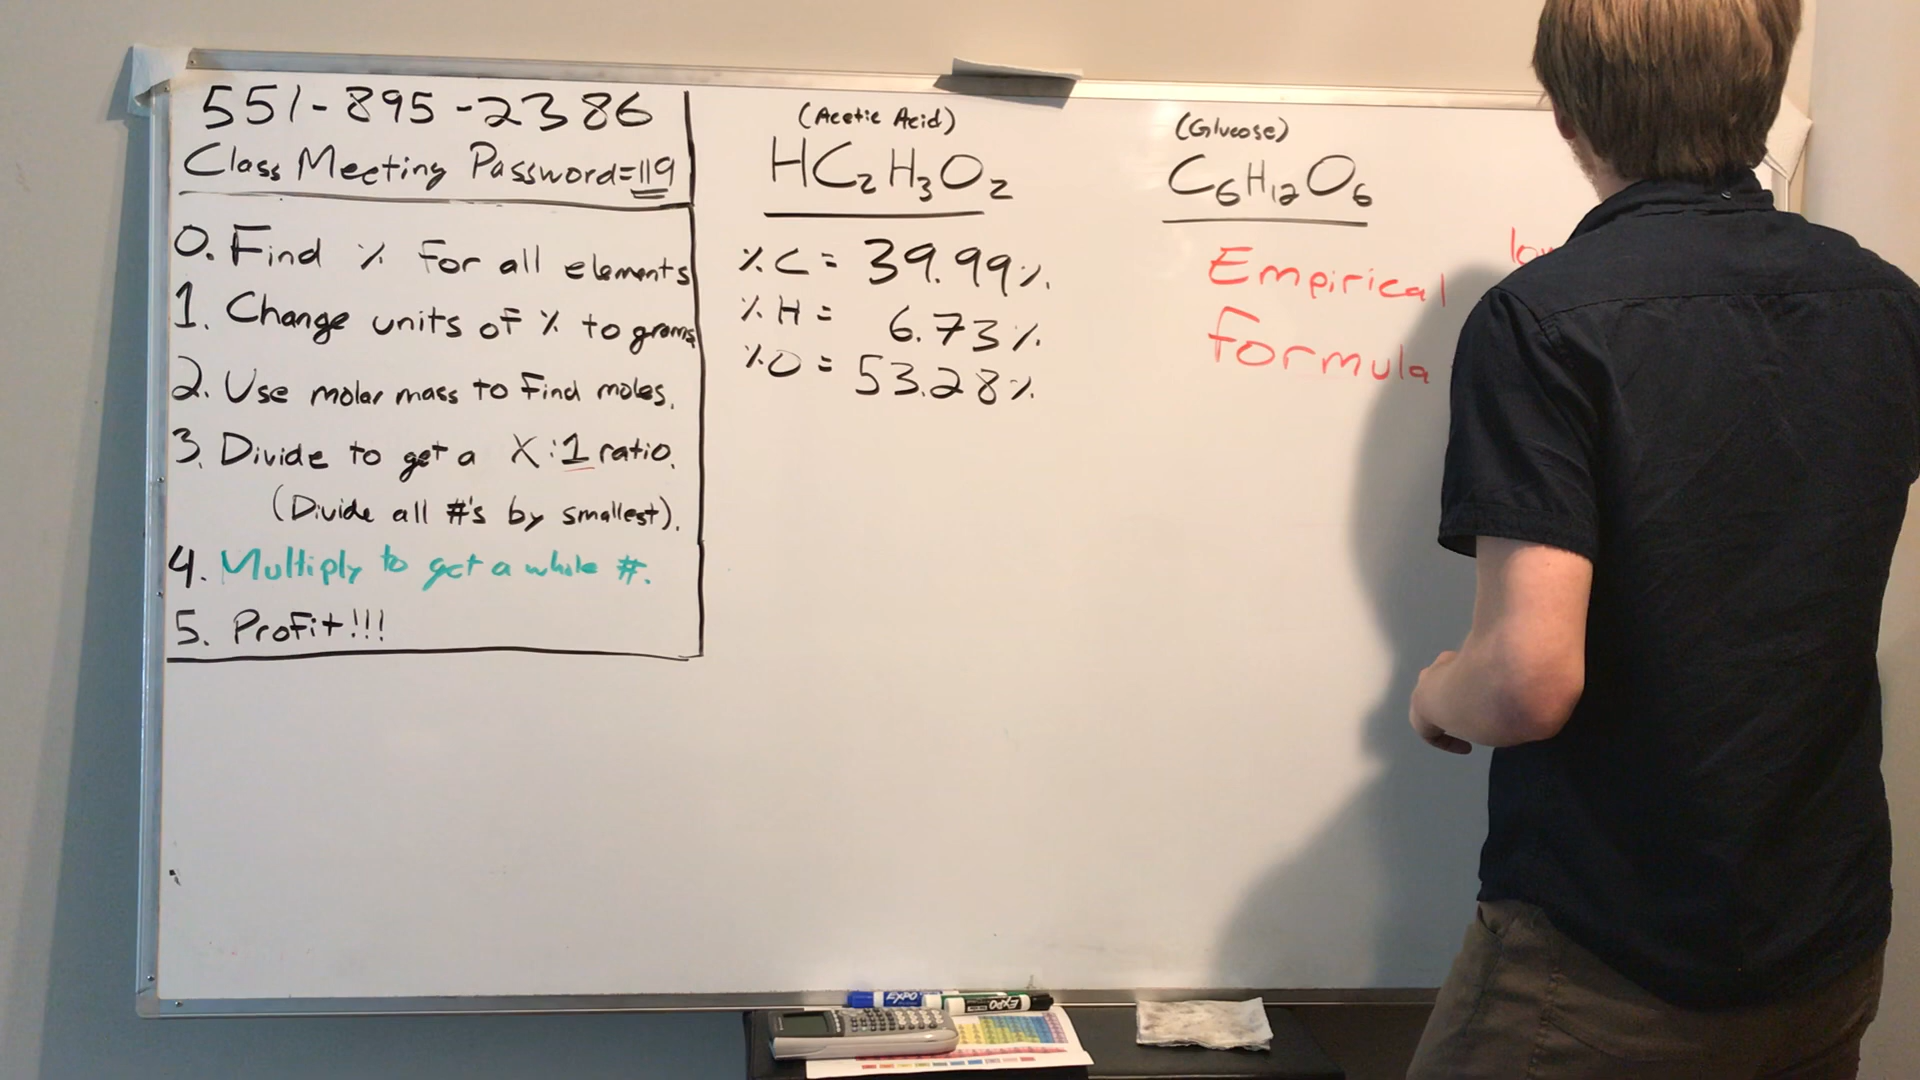 551-895-2386
Class Meeting Password=119
0. Find % for all elements
1. Change units of % to grams
2. Use molar mass to find moles.
3. Divide to get a X:1 ratio.
(Divide all #'s by smallest).
4. Multiply to get a whole #.
5. Profit!!!
(Acetic Acid)
HC₂H₃O₂
%C = 39.99%.
%H = 6.73%.
%O = 53.28%.
(Glucose)
C₆H₁₂O₆
Empirical
Formula
EXPO
EXPO